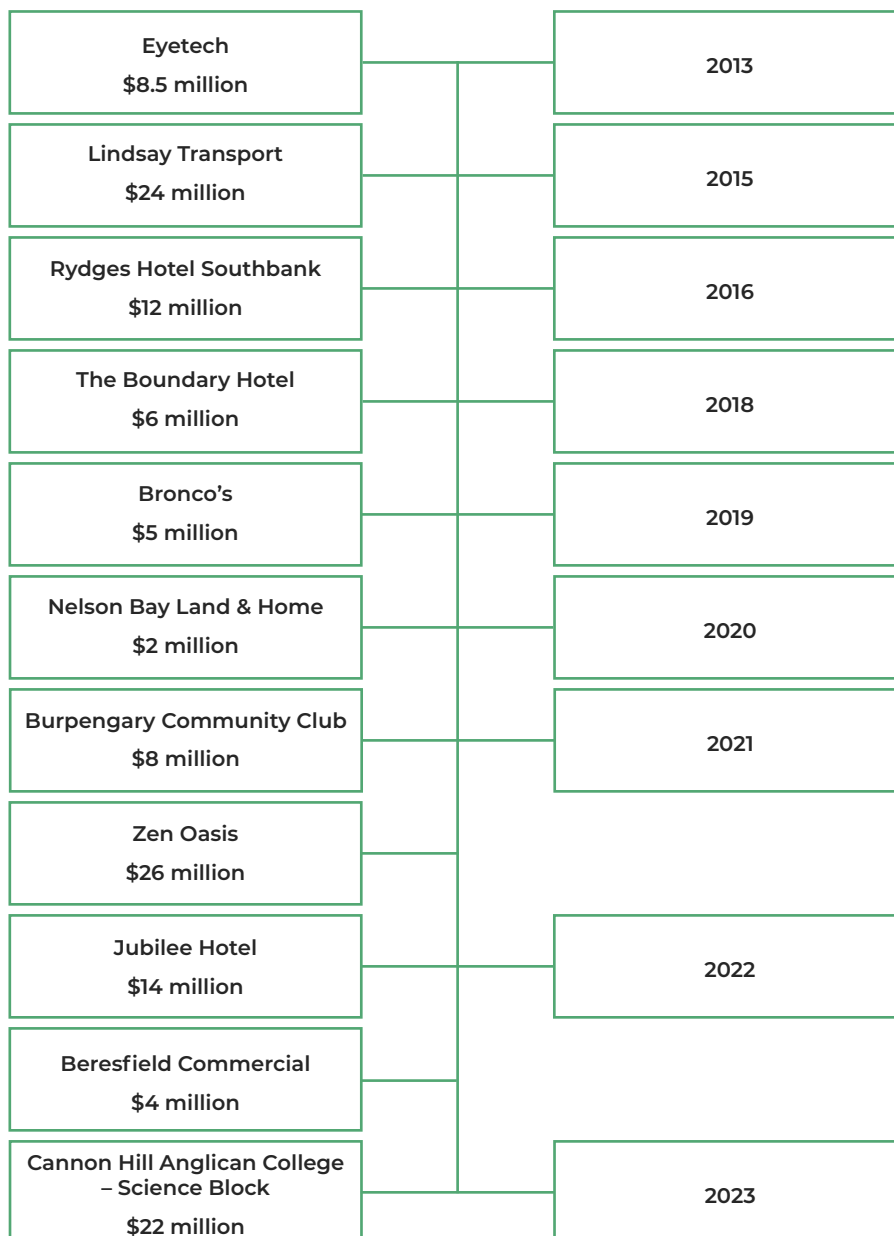 Eyetech
$8.5 million
2013
Lindsay Transport
$24 million
2015
Rydges Hotel Southbank
$12 million
2016
The Boundary Hotel
$6 million
2018
Bronco’s
$5 million
2019
Nelson Bay Land & Home
$2 million
2020
Burpengary Community Club
$8 million
2021
Zen Oasis
$26 million
Jubilee Hotel
$14 million
2022
Beresfield Commercial
$4 million
Cannon Hill Anglican College
– Science Block
$22 million
2023